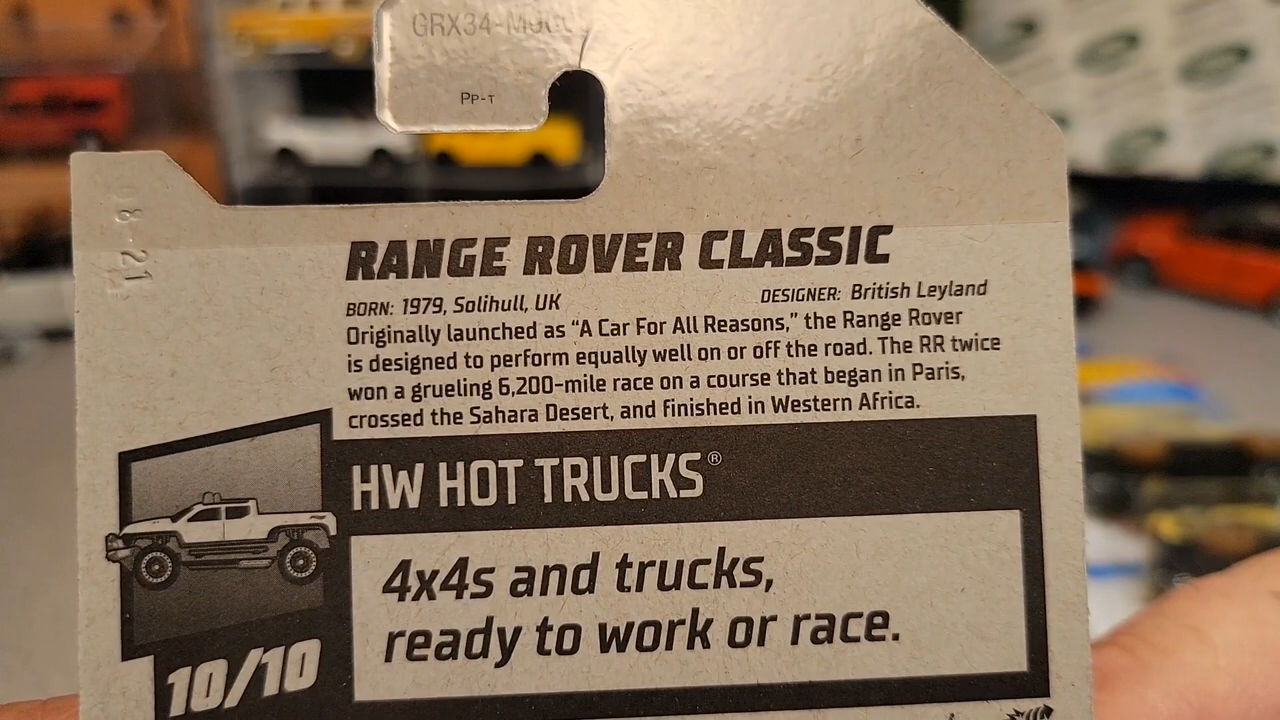 GRX34-M
PP-T
08-21
RANGE ROVER CLASSIC
BORN: 1979, Solihull, UK DESIGNER: British Leyland
Originally launched as “A Car For All Reasons,” the Range Rover
is designed to perform equally well on or off the road. The RR twice
won a grueling 6,200-mile race on a course that began in Paris,
crossed the Sahara Desert, and finished in Western Africa.
HW HOT TRUCKS®
4x4s and trucks,
ready to work or race.
10/10